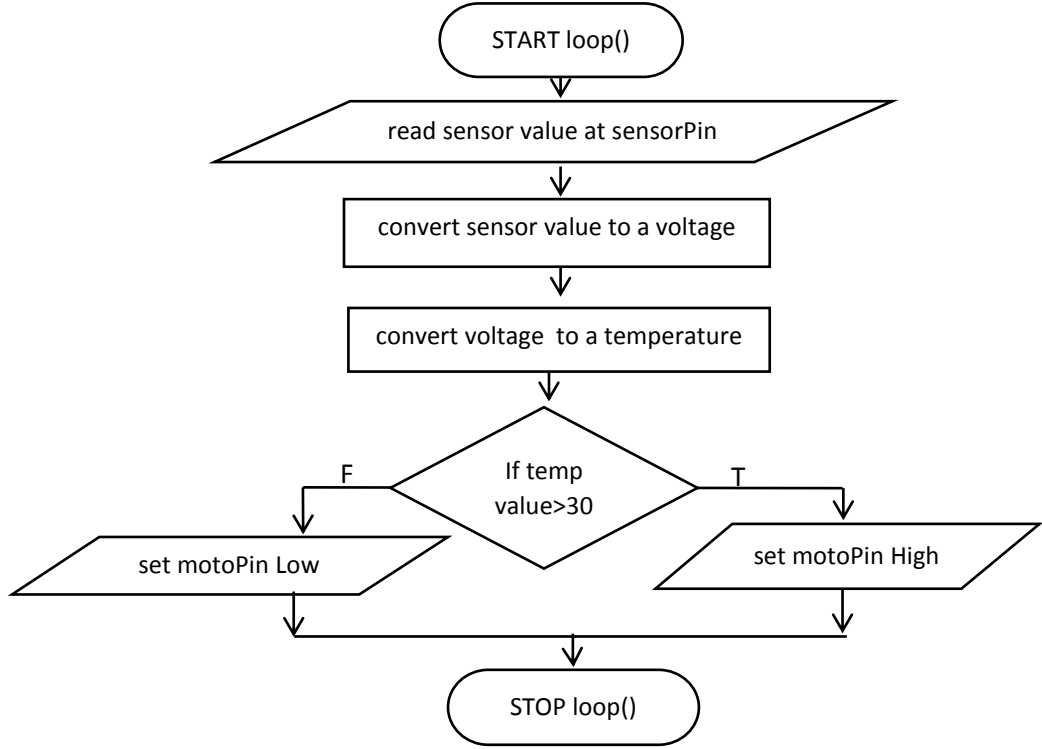 START loop()
read sensor value at sensorPin
convert sensor value to a voltage
convert voltage  to a temperature
If temp
value>30
F
T
set motoPin Low
set motoPin High
STOP loop()